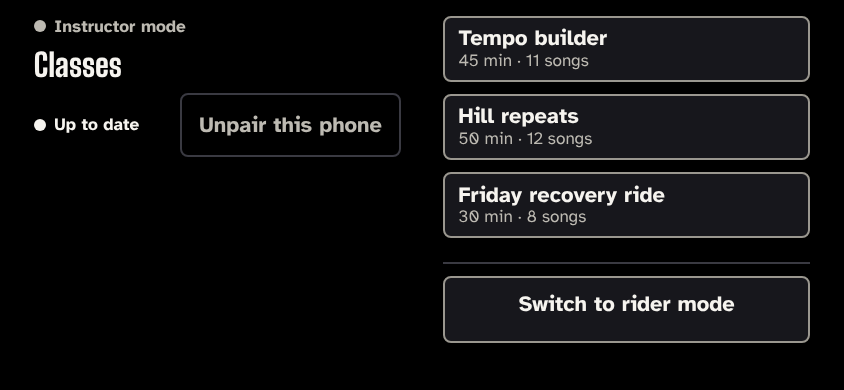 Instructor mode
Classes
Up to date
Unpair this phone
Tempo builder
45 min · 11 songs
Hill repeats
50 min · 12 songs
Friday recovery ride
30 min · 8 songs
Switch to rider mode